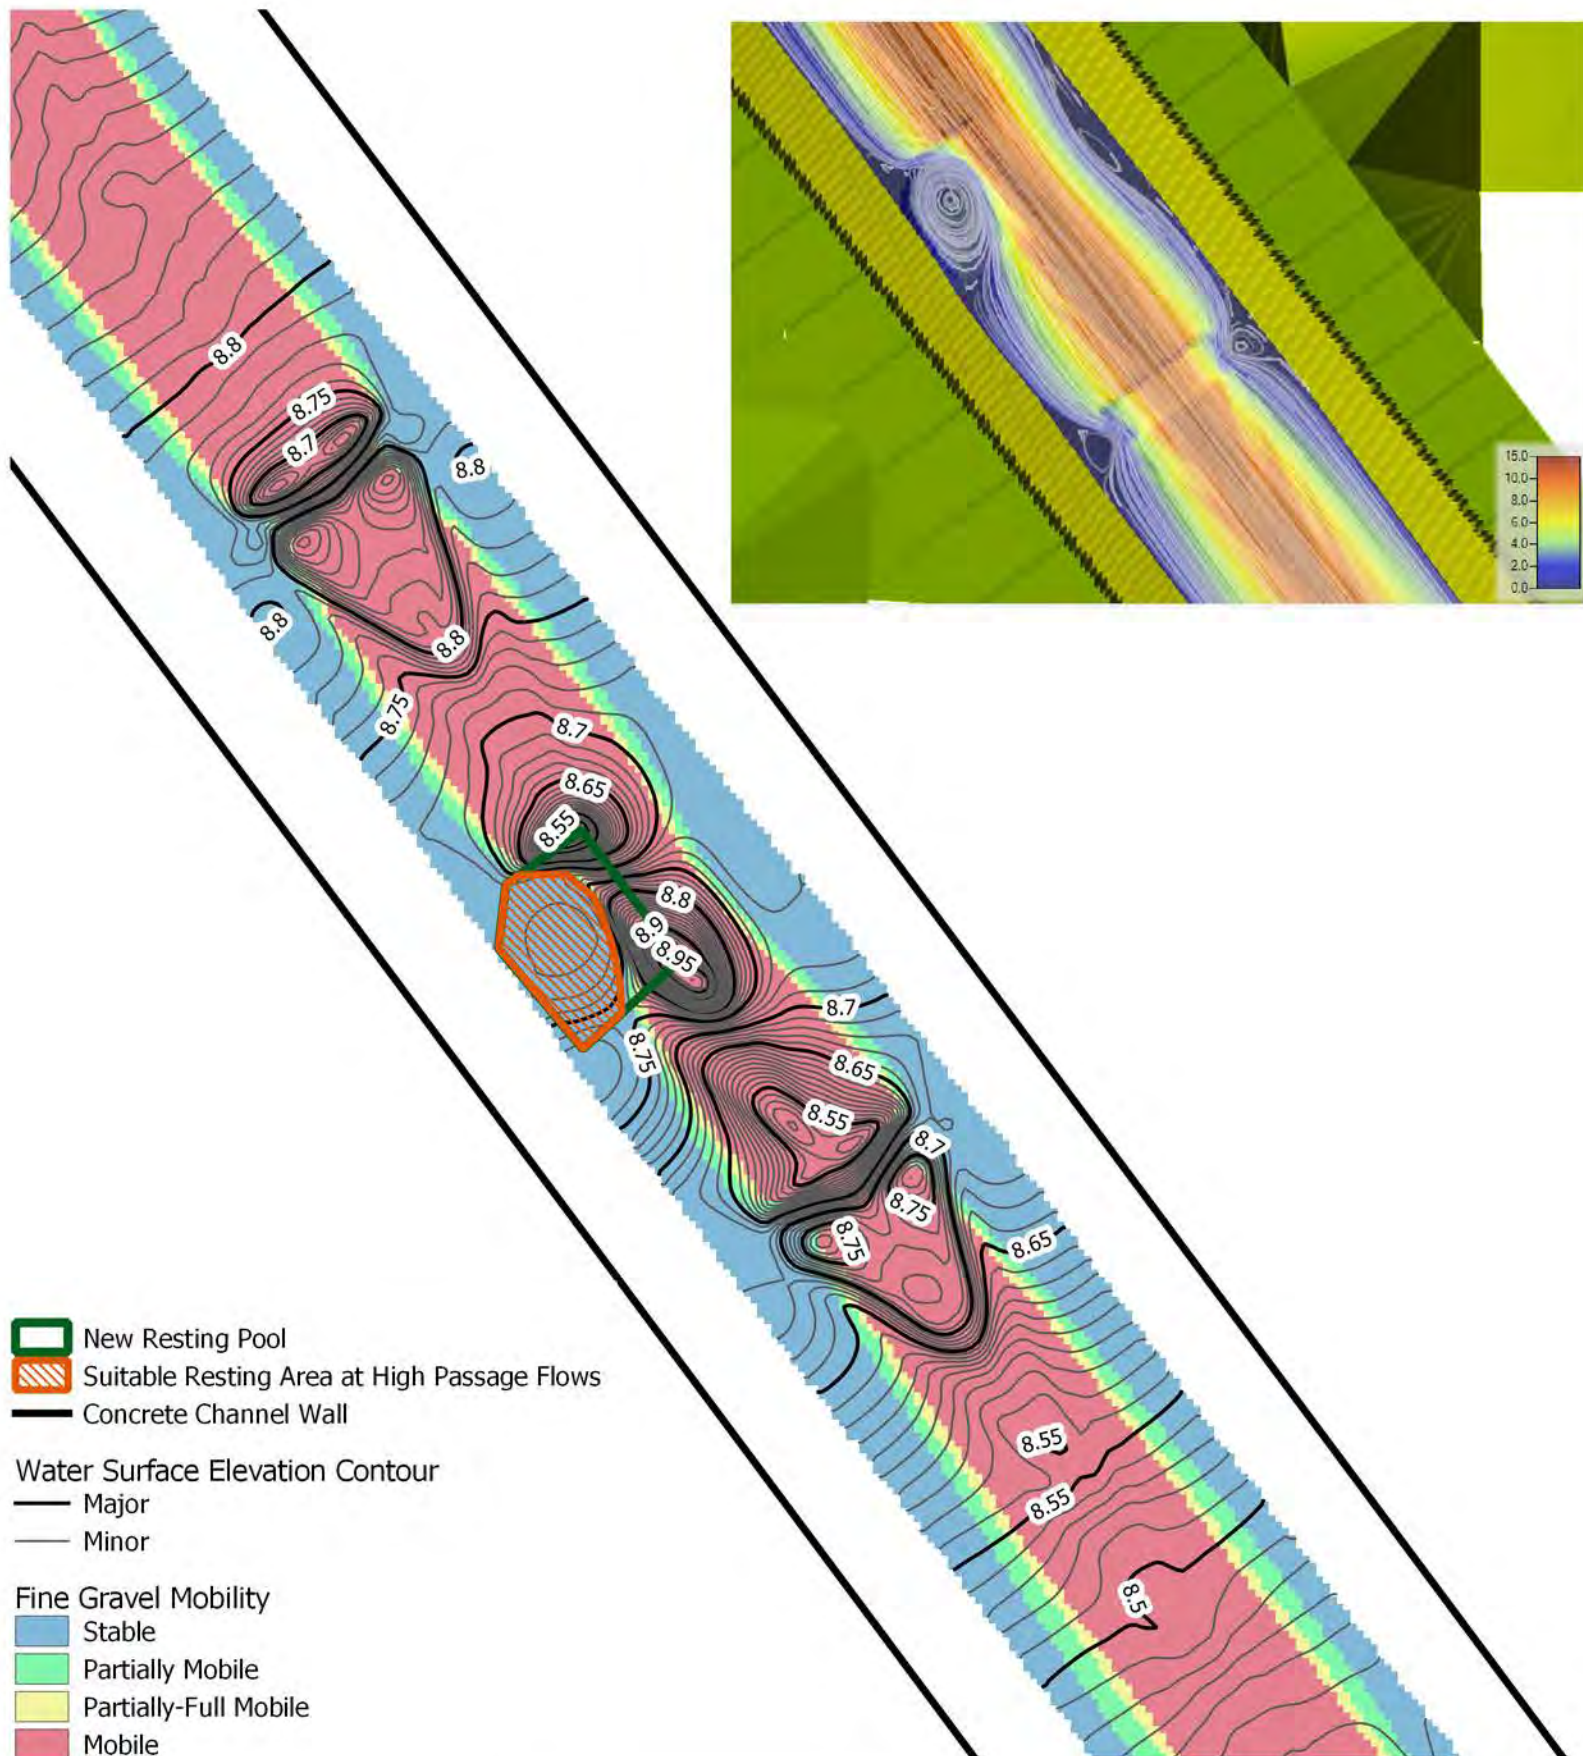 15.0
10.0
8.0
6.0
4.0
2.0
0.0
8.8
8.75
8.7
8.8
8.8
8.8
8.75
8.7
8.65
8.55
8.8
8.9
8.95
8.7
8.75
8.65
8.55
8.7
8.75
8.75
8.65
8.55
8.55
8.5
New Resting Pool
Suitable Resting Area at High Passage Flows
Concrete Channel Wall
Water Surface Elevation Contour
Major
Minor
Fine Gravel Mobility
Stable
Partially Mobile
Partially-Full Mobile
Mobile